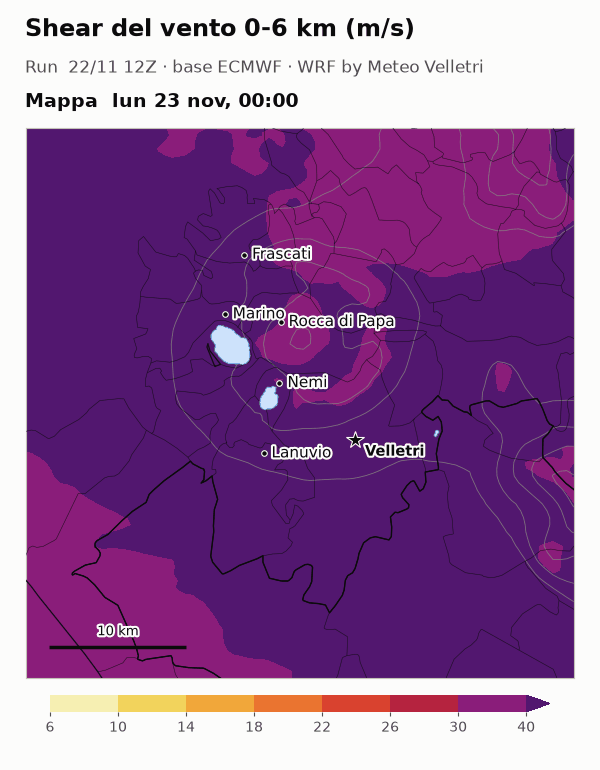 Shear del vento 0-6 km (m/s)
Run  22/11 12Z · base ECMWF · WRF by Meteo Velletri
Mappa  lun 23 nov, 00:00
Frascati
Marino
Rocca di Papa
Nemi
Velletri
Lanuvio
10 km
6 10 14 18 22 26 30 40